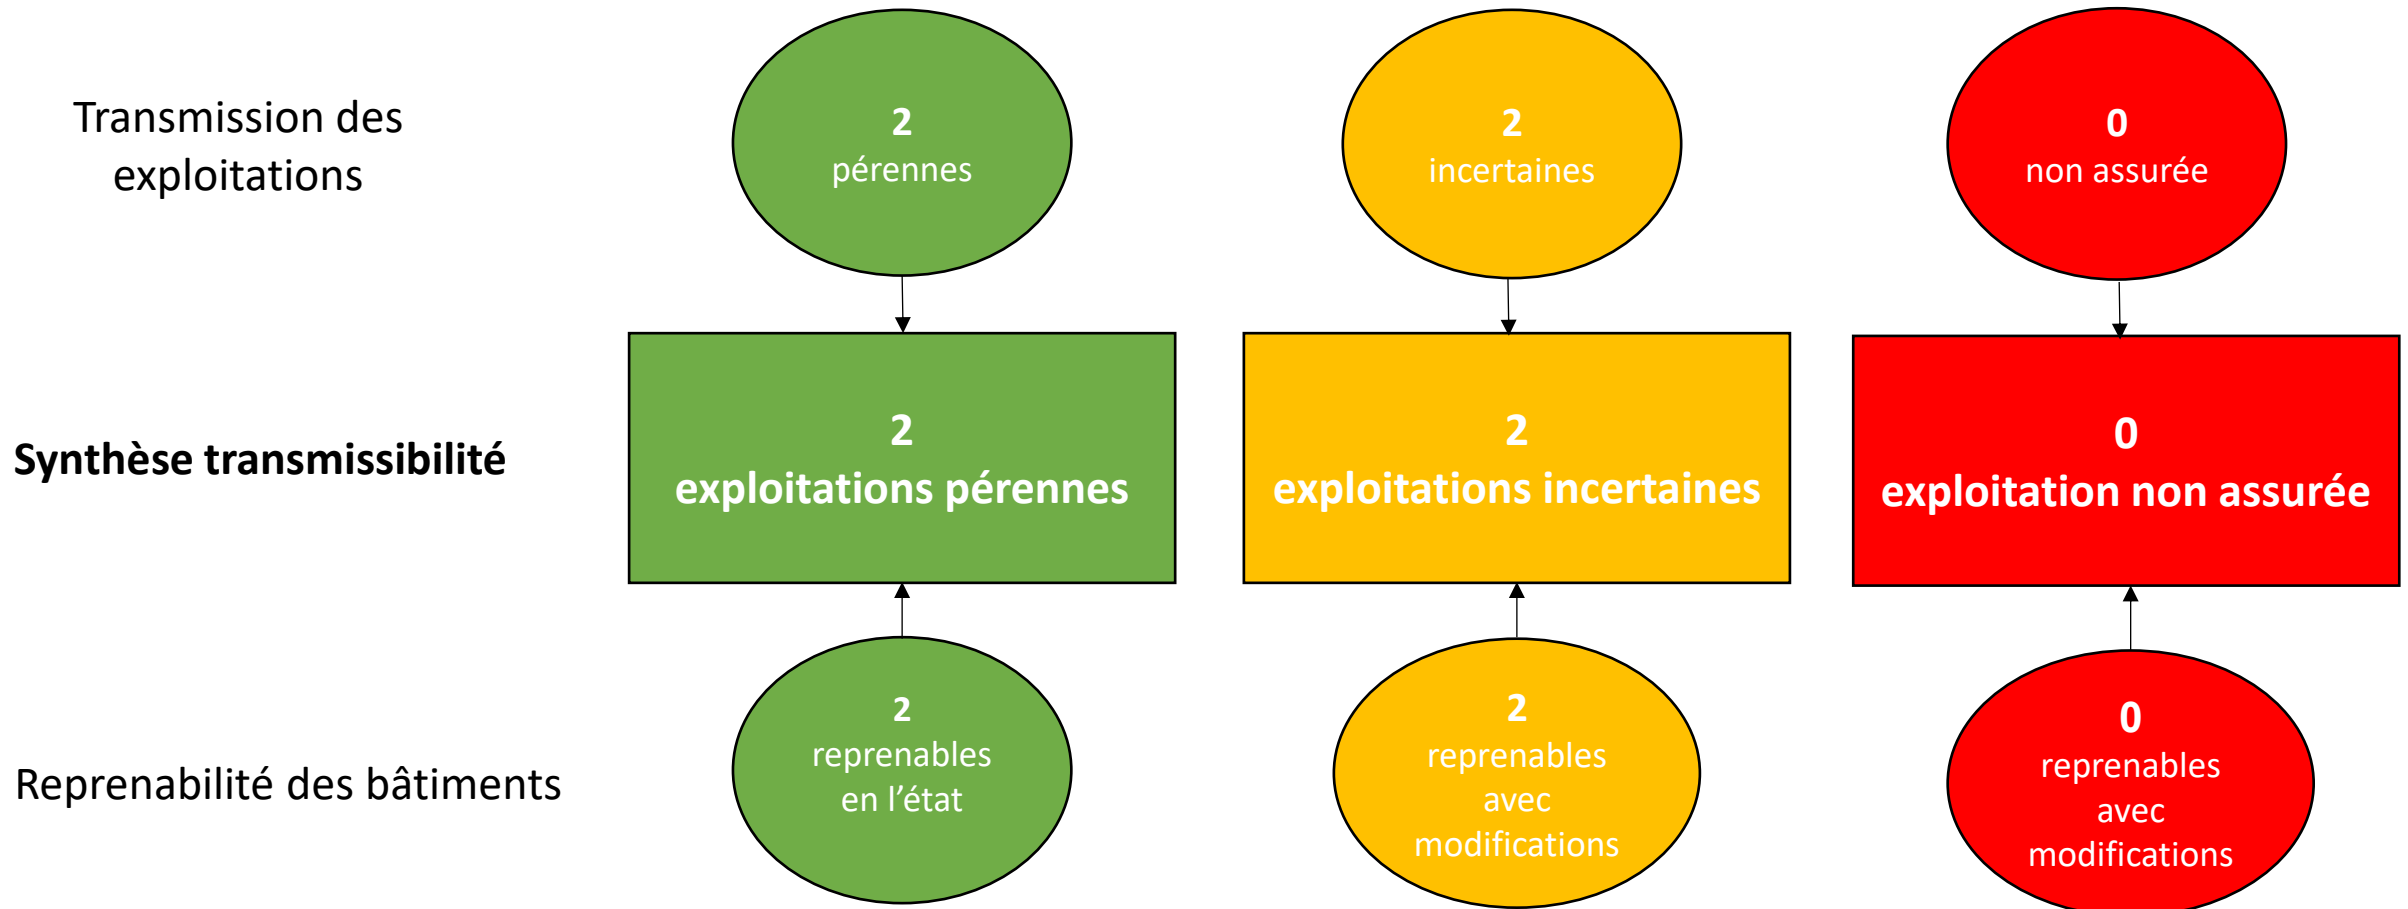 Transmission des
exploitations
2
pérennes
2
incertaines
0
non assurée
Synthèse transmissibilité
2
exploitations pérennes
2
exploitations incertaines
0
exploitation non assurée
Reprenabilité des bâtiments
2
reprenables
en l’état
2
reprenables
avec
modifications
0
reprenables
avec
modifications